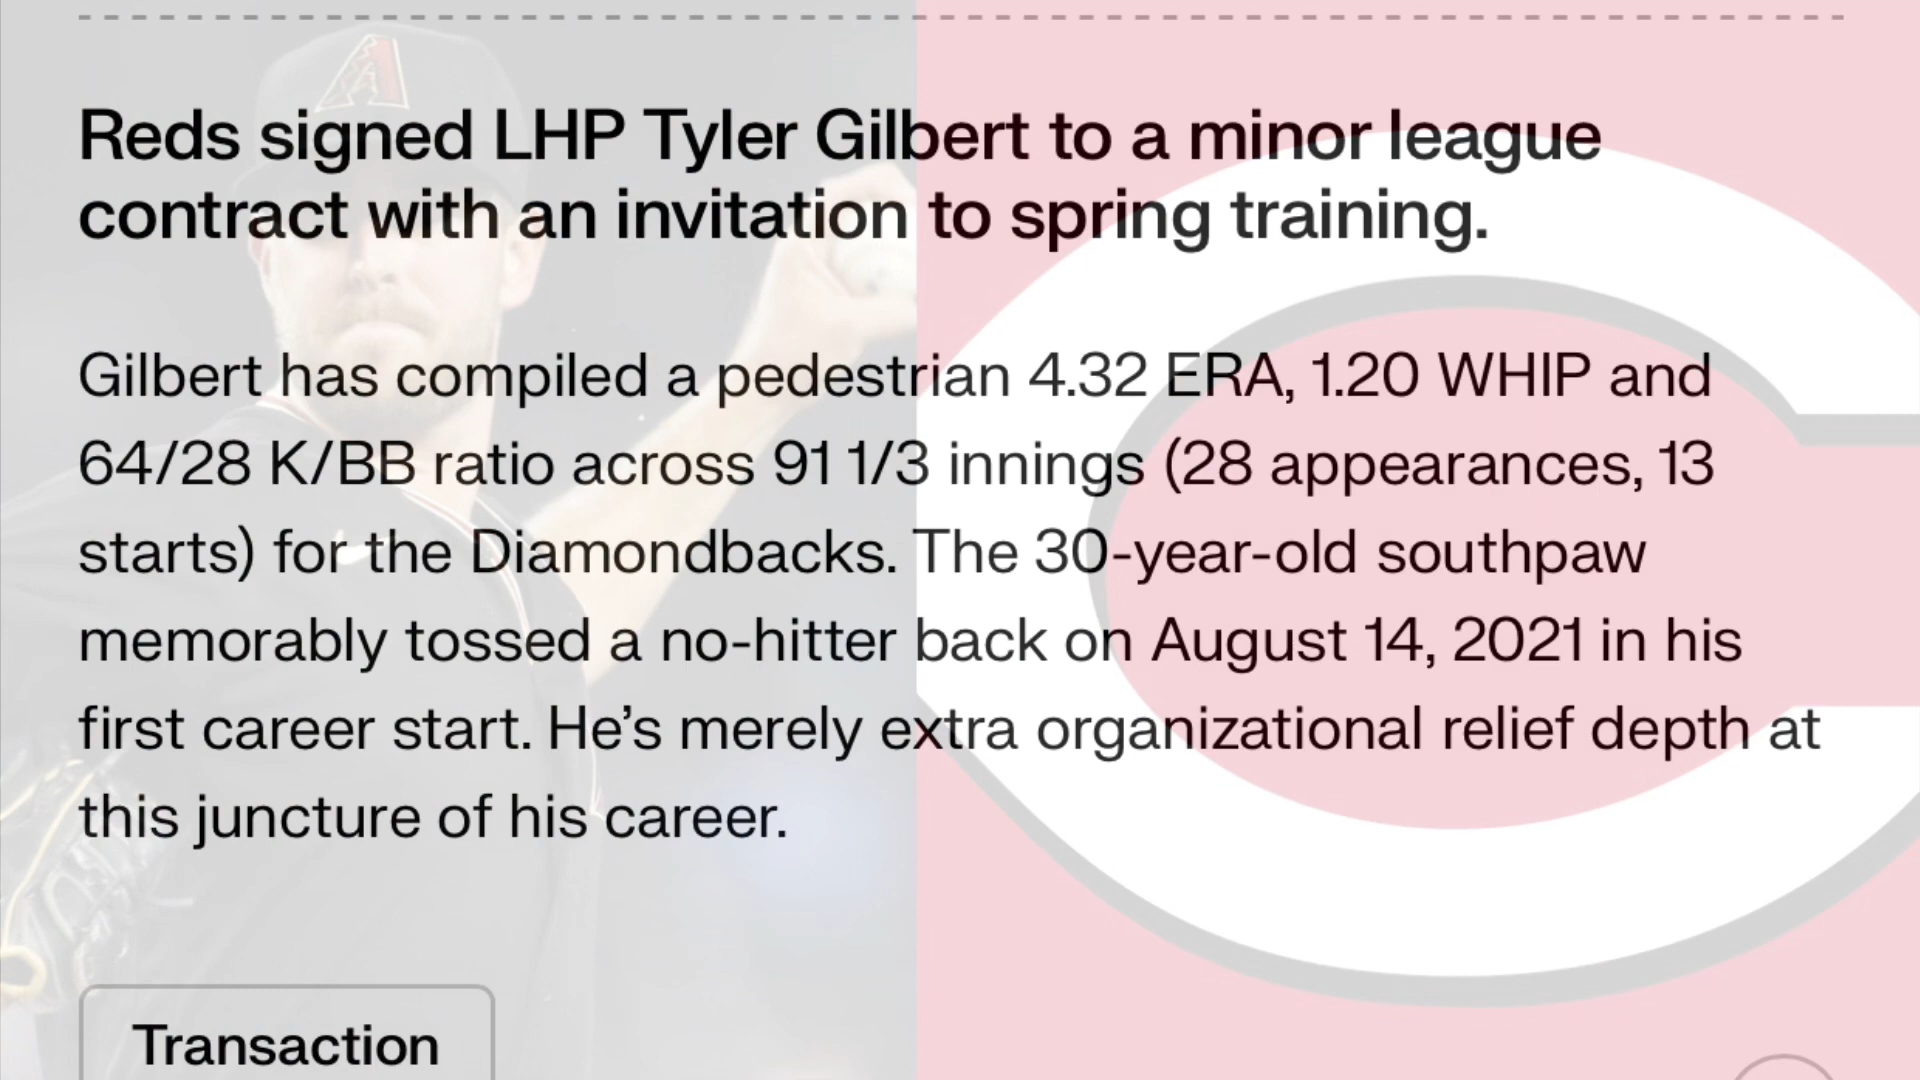 Reds signed LHP Tyler Gilbert to a minor league
contract with an invitation to spring training.
Gilbert has compiled a pedestrian 4.32 ERA, 1.20 WHIP and
64/28 K/BB ratio across 91 1/3 innings (28 appearances, 13
starts) for the Diamondbacks. The 30-year-old southpaw
memorably tossed a no-hitter back on August 14, 2021 in his
first career start. He’s merely extra organizational relief depth at
this juncture of his career.
Transaction